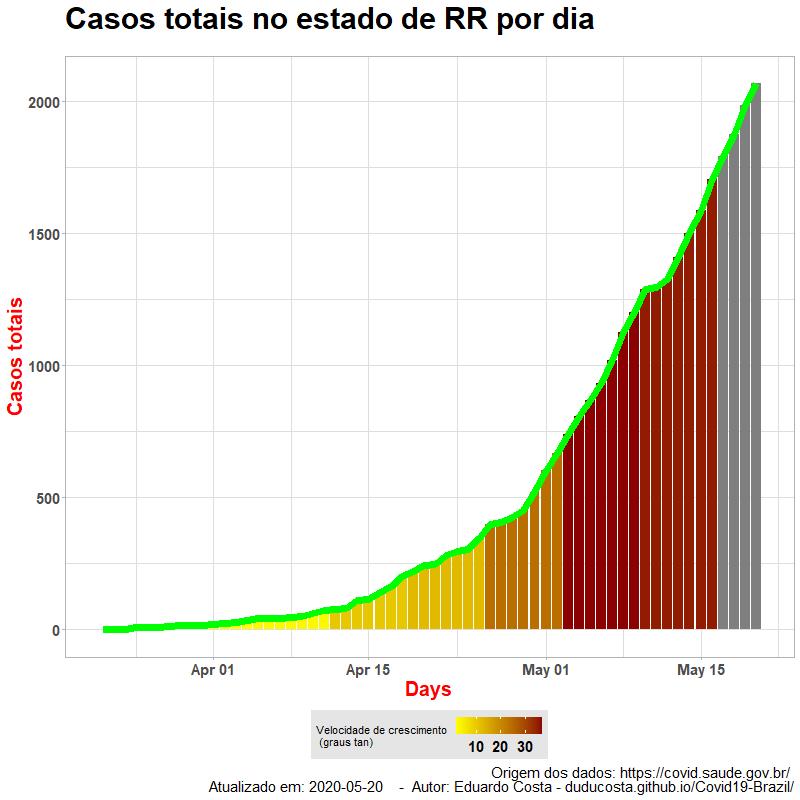 Casos totais no estado de RR por dia
Casos totais
2000
1500
1000
500
0
Apr 01 Apr 15 May 01 May 15
Days
Velocidade de crescimento
(graus tan)
10 20 30
Origem dos dados: https://covid.saude.gov.br/
Atualizado em: 2020-05-20 - Autor: Eduardo Costa - duducosta.github.io/Covid19-Brazil/